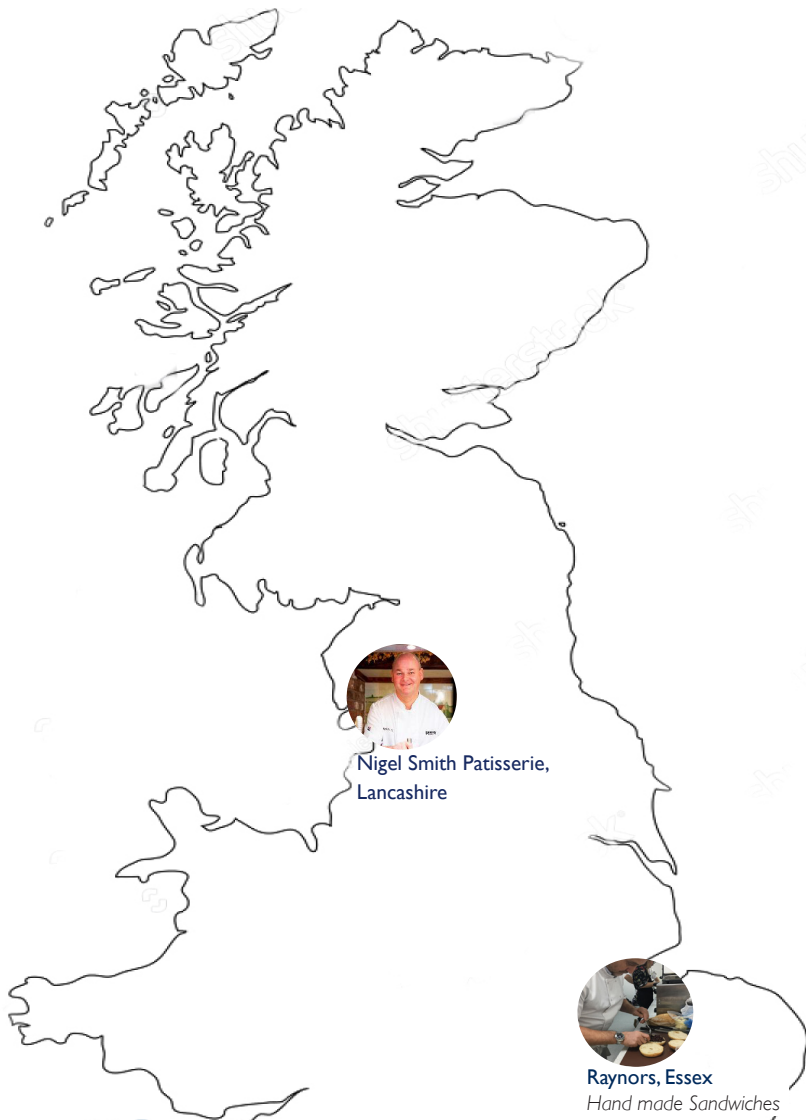 Nigel Smith Patisserie,
Lancashire
Raynors, Essex
Hand made Sandwiches